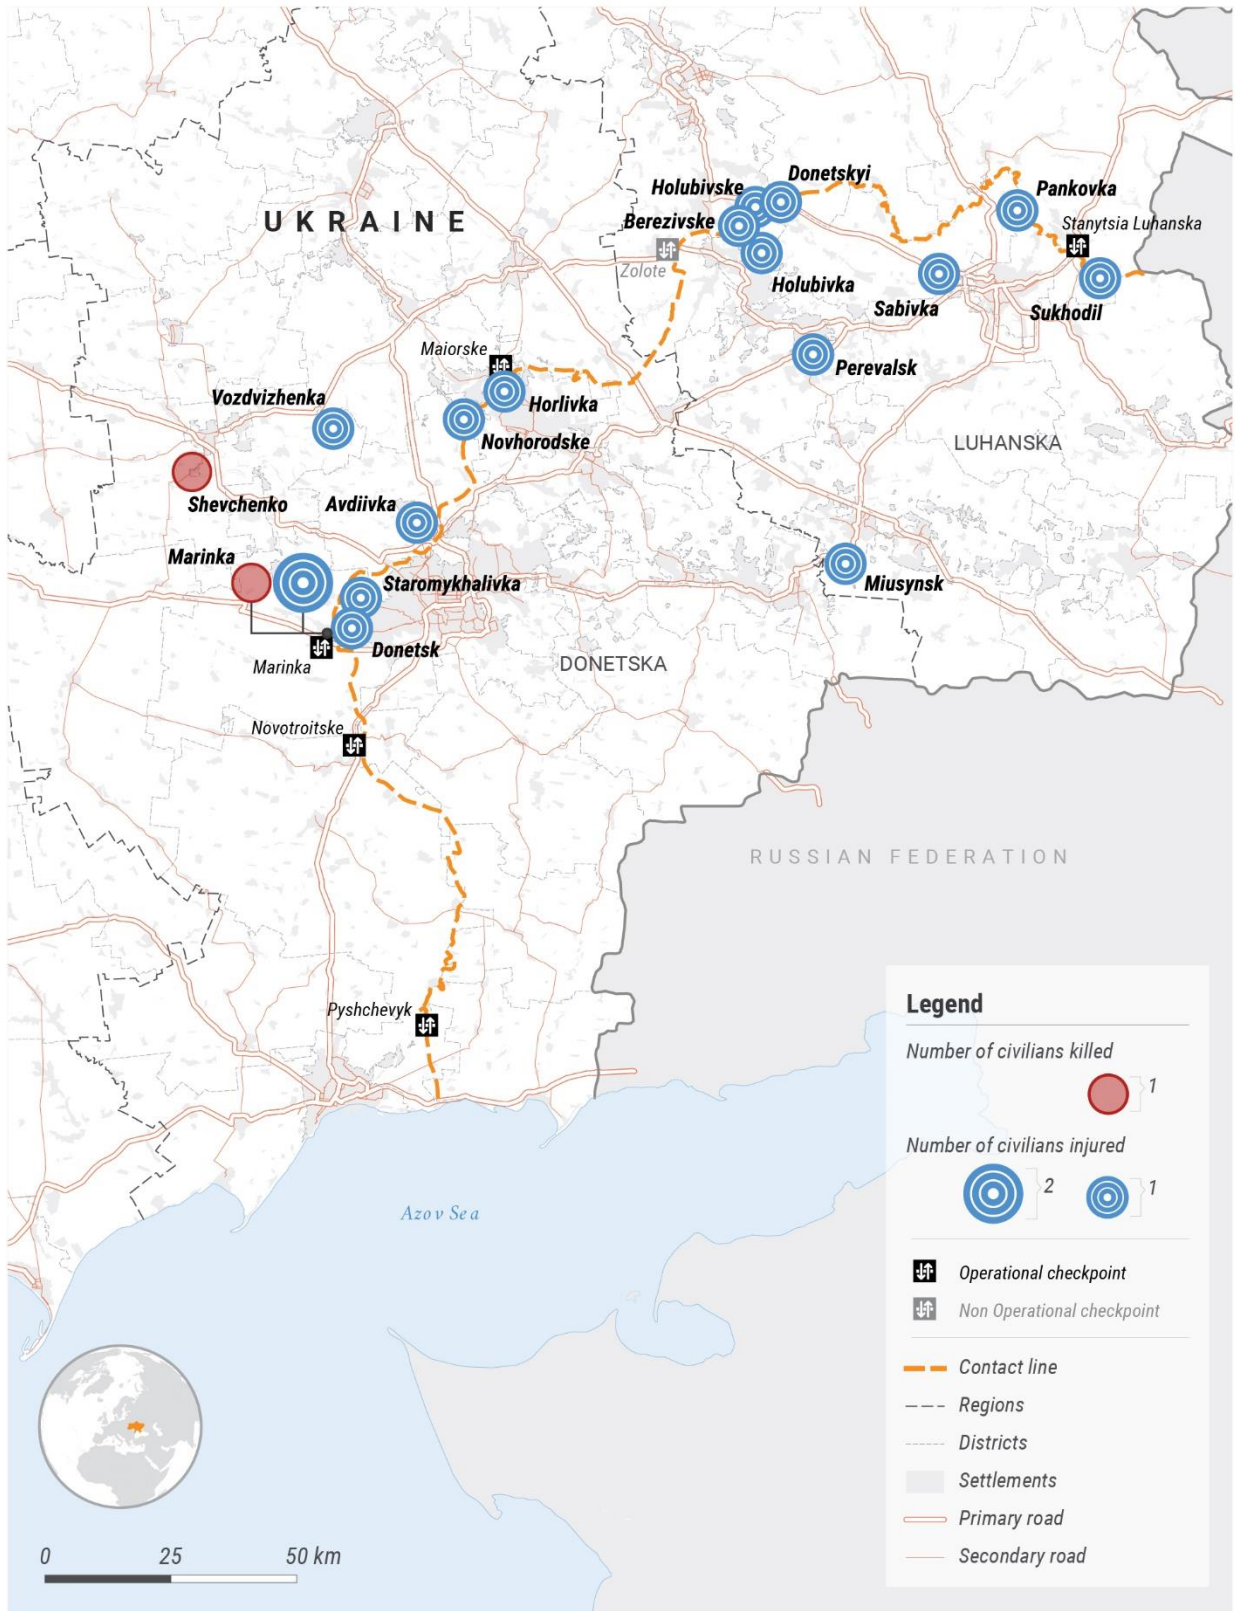 Holubivske
Donetskyi
Pankovka
UKRAINE
Berezivske
Stanytsia Luhanska
Zolote
Holubivka
Sabivka
Sukhodil
Maiorske
Perevalsk
Vozdvizhenka
Horlivka
Novhorodske
LUHANSKA
Shevchenko
Avdiivka
Marinka
Staromykhalivka
Miusynsk
Donetsk
Marinka
DONETSKA
Novotroitske
RUSSIAN FEDERATION
Pyshchevyk
Azov Sea
Legend
Number of civilians killed
1
Number of civilians injured
2 1
Operational checkpoint
Non Operational checkpoint
Contact line
Regions
Districts
Settlements
Primary road
Secondary road
0 25 50 km